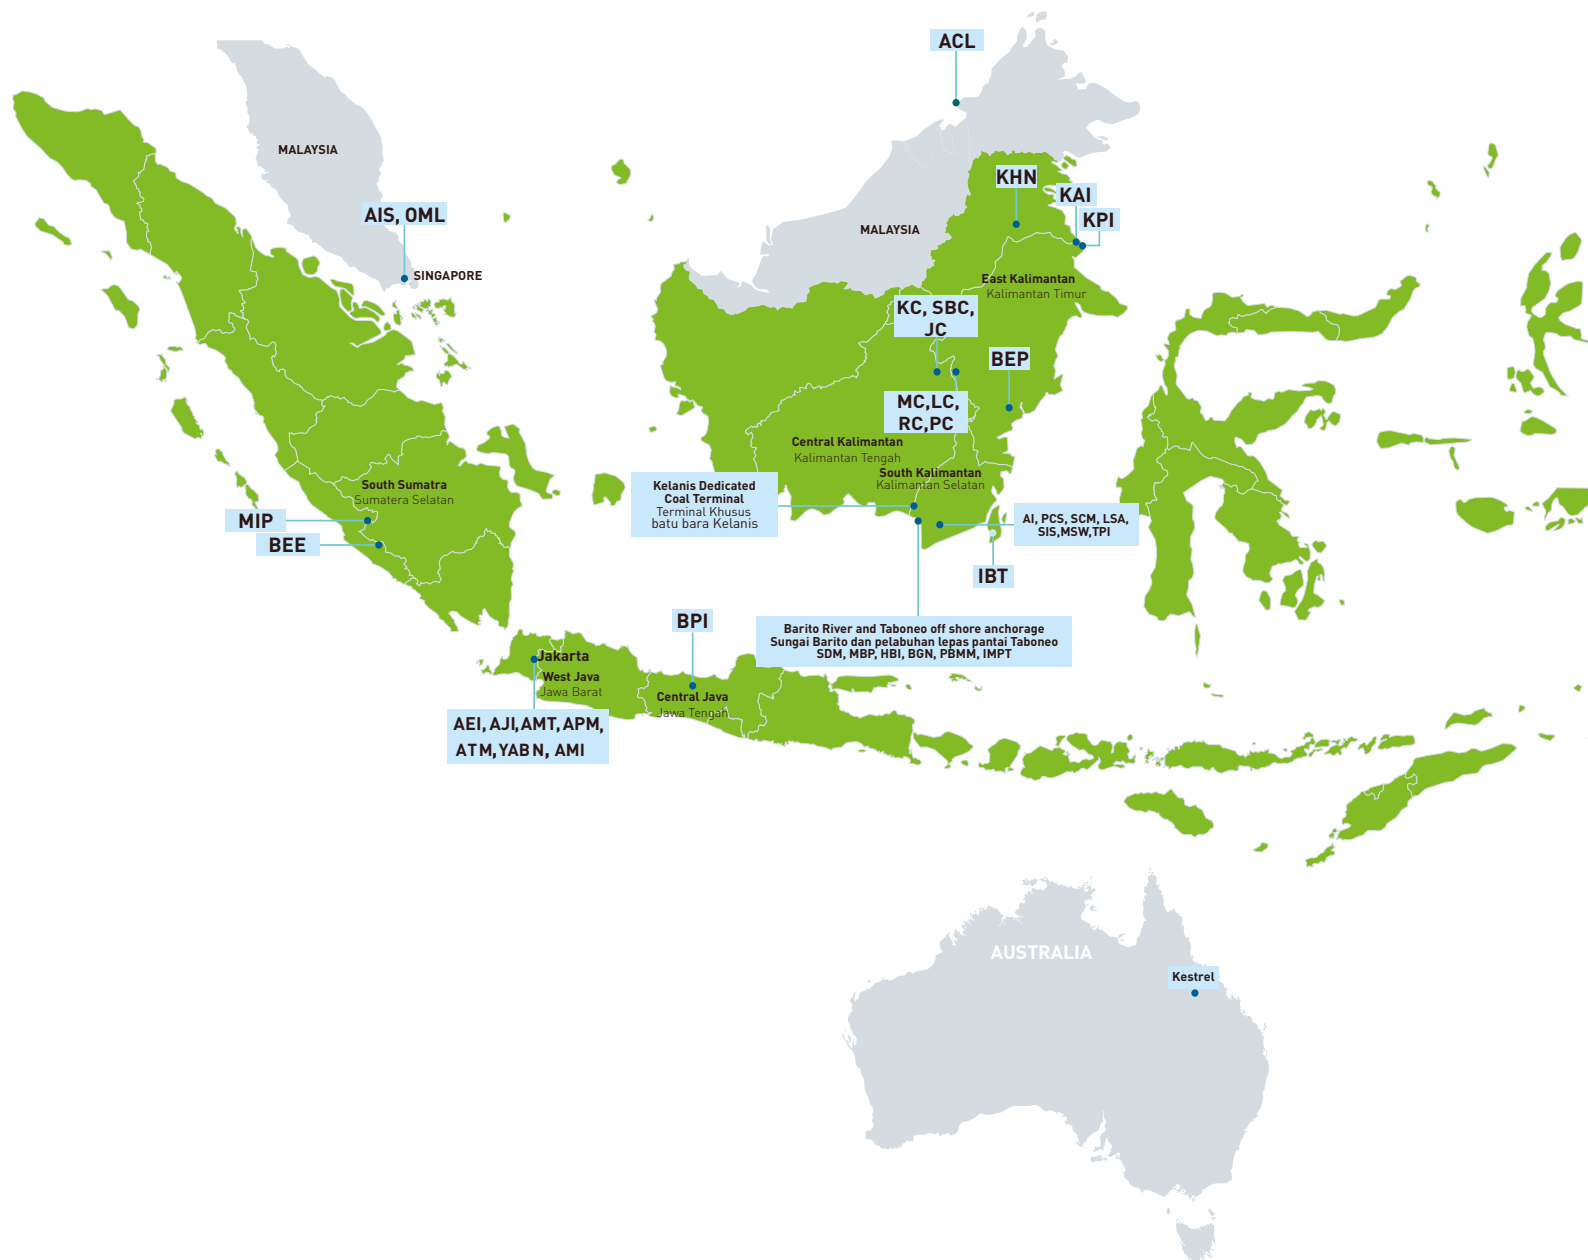 ACL
MALAYSIA
KHN
KAI
AIS, OML
KPI
MALAYSIA
SINGAPORE
East Kalimantan
Kalimantan Timur
KC, SBC,
JC
BEP
MC,LC,
RC,PC
Central Kalimantan
Kalimantan Tengah
South Kalimantan
Kalimantan Selatan
South Sumatra
Sumatera Selatan
Kelanis Dedicated
Coal Terminal
Terminal Khusus
batu bara Kelanis
MIP
BEE
AI, PCS, SCM, LSA,
SIS,MSW,TPI
IBT
BPI
Barito River and Taboneo off shore anchorage
Sungai Barito dan pelabuhan lepas pantai Taboneo
SDM, MBP, HBI, BGN, PBMM, IMPT
Jakarta
West Java
Jawa Barat
Central Java
Jawa Tengah
AEI, AJI, AMT, APM,
ATM, YABN, AMI
AUSTRALIA
Kestrel